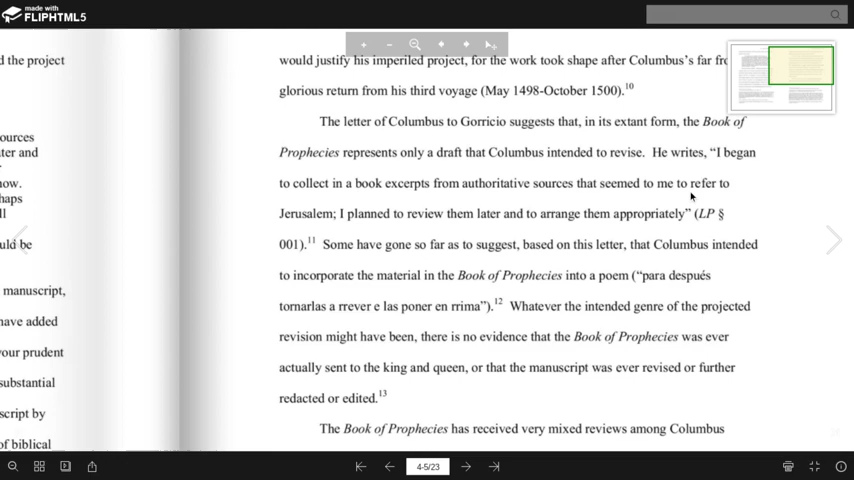 made with
FLIPHTML5
d the project
ources
ter and
now.
haps
ll
uld be
manuscript,
have added
your prudent
substantial
script by
of biblical
would justify his imperiled project, for the work took shape after Columbus's far
glorious return from his third voyage (May 1498-October 1500).10
The letter of Columbus to Gorricio suggests that, in its extant form, the Book of
Prophecies represents only a draft that Columbus intended to revise. He writes, “I began
to collect in a book excerpts from authoritative sources that seemed to me to refer to
Jerusalem; I planned to review them later and to arrange them appropriately” (LP §
001).11 Some have gone so far as to suggest, based on this letter, that Columbus intended
to incorporate the material in the Book of Prophecies into a poem (“para después
tornarlas a rrever e las poner en rrima”).12 Whatever the intended genre of the projected
revision might have been, there is no evidence that the Book of Prophecies was ever
actually sent to the king and queen, or that the manuscript was ever revised or further
redacted or edited.13
The Book of Prophecies has received very mixed reviews among Columbus
4-5/23